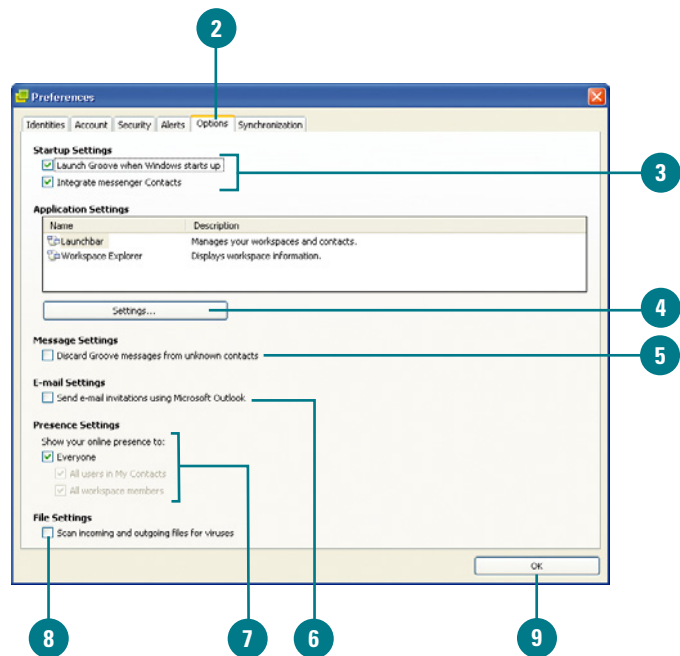 2
Preferences
Identities Account Security Alerts Options Synchronization
Startup Settings
Launch Groove when Windows starts up
3
Integrate messenger Contacts
Application Settings
Name Description
Launchbar Manages your workspaces and contacts.
Workspace Explorer Displays workspace information.
Settings...
4
Message Settings
Discard Groove messages from unknown contacts
5
E-mail Settings
Send e-mail invitations using Microsoft Outlook
Presence Settings
Show your online presence to:
Everyone
All users in My Contacts
All workspace members
File Settings
Scan incoming and outgoing files for viruses
OK
8 7 6 9